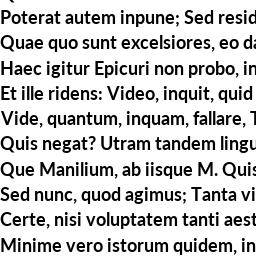 Poterat autem inpune; Sed resid
Quae quo sunt excelsiores, eo da
Haec igitur Epicuri non probo, in
Et ille ridens: Video, inquit, quid
Vide, quantum, inquam, fallare, T
Quis negat? Utram tandem lingu
Que Manilium, ab iisque M. Quis
Sed nunc, quod agimus; Tanta vi
Certe, nisi voluptatem tanti aest
Minime vero istorum quidem, in